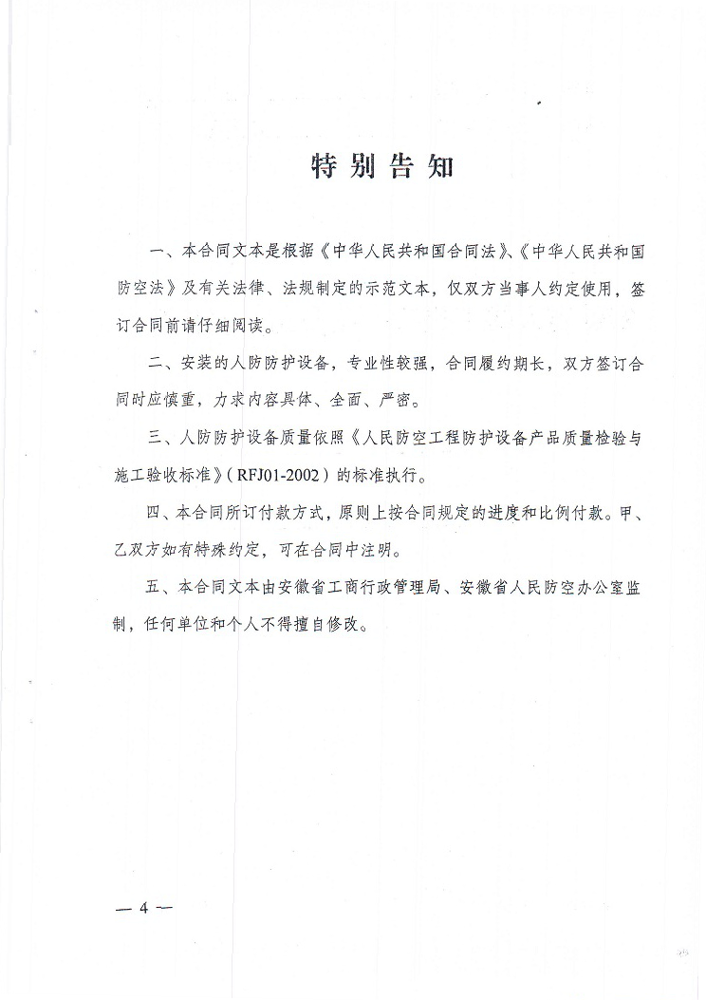 特别告知
一、本合同文本是根据《中华人民共和国合同法》、《中华人民共和国
防空法》及有关法律、法规制定的示范文本，仅双方当事人约定使用，签
订合同前请仔细阅读。
二、安装的人防防护设备，专业性较强，合同履约期长，双方签订合
同时应慎重，力求内容具体、全面、严密。
三、人防防护设备质量依照《人民防空工程防护设备产品质量检验与
施工验收标准》（RFJ01-2002）的标准执行。
四、本合同所订付款方式，原则上按合同规定的进度和比例付款。甲、
乙双方如有特殊约定，可在合同中注明。
五、本合同文本由安徽省工商行政管理局、安徽省人民防空办公室监
制，任何单位和个人不得擅自修改。
— 4 —